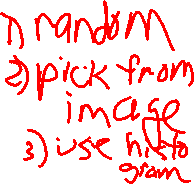 1) random
2) pick from
image
3) use histo
gram